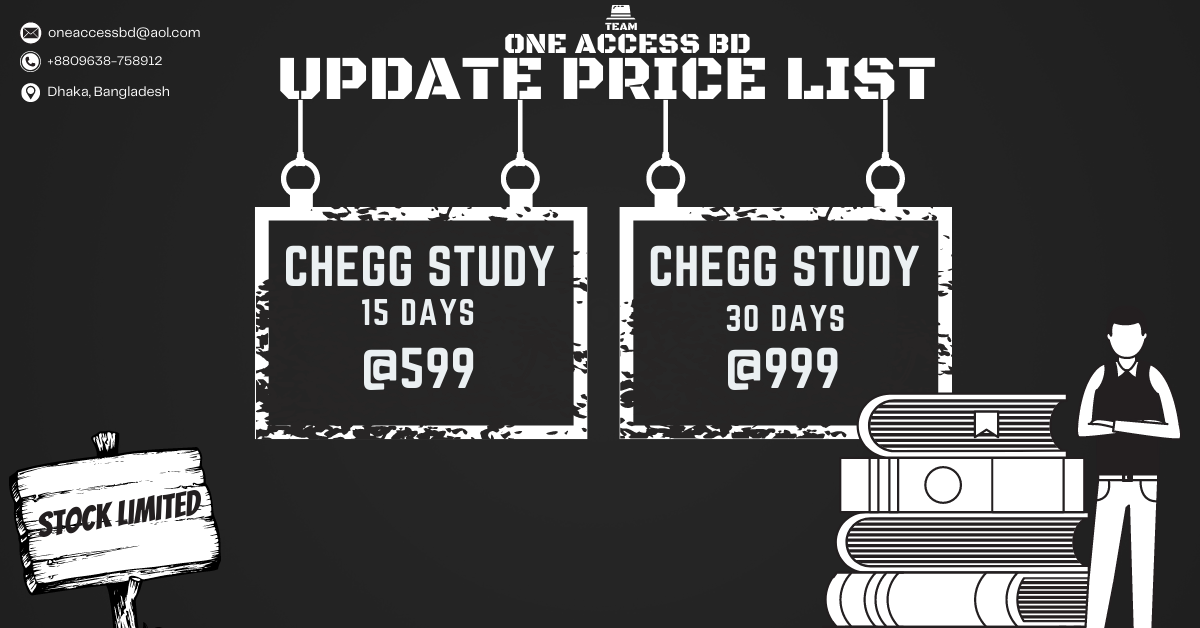 oneaccessbd@aol.com
+8809638-758912
Dhaka, Bangladesh
TEAM
ONE ACCESS BD
UPDATE PRICE LIST
CHEGG STUDY
15 DAYS
@599
CHEGG STUDY
30 DAYS
@999
STOCK LIMITED